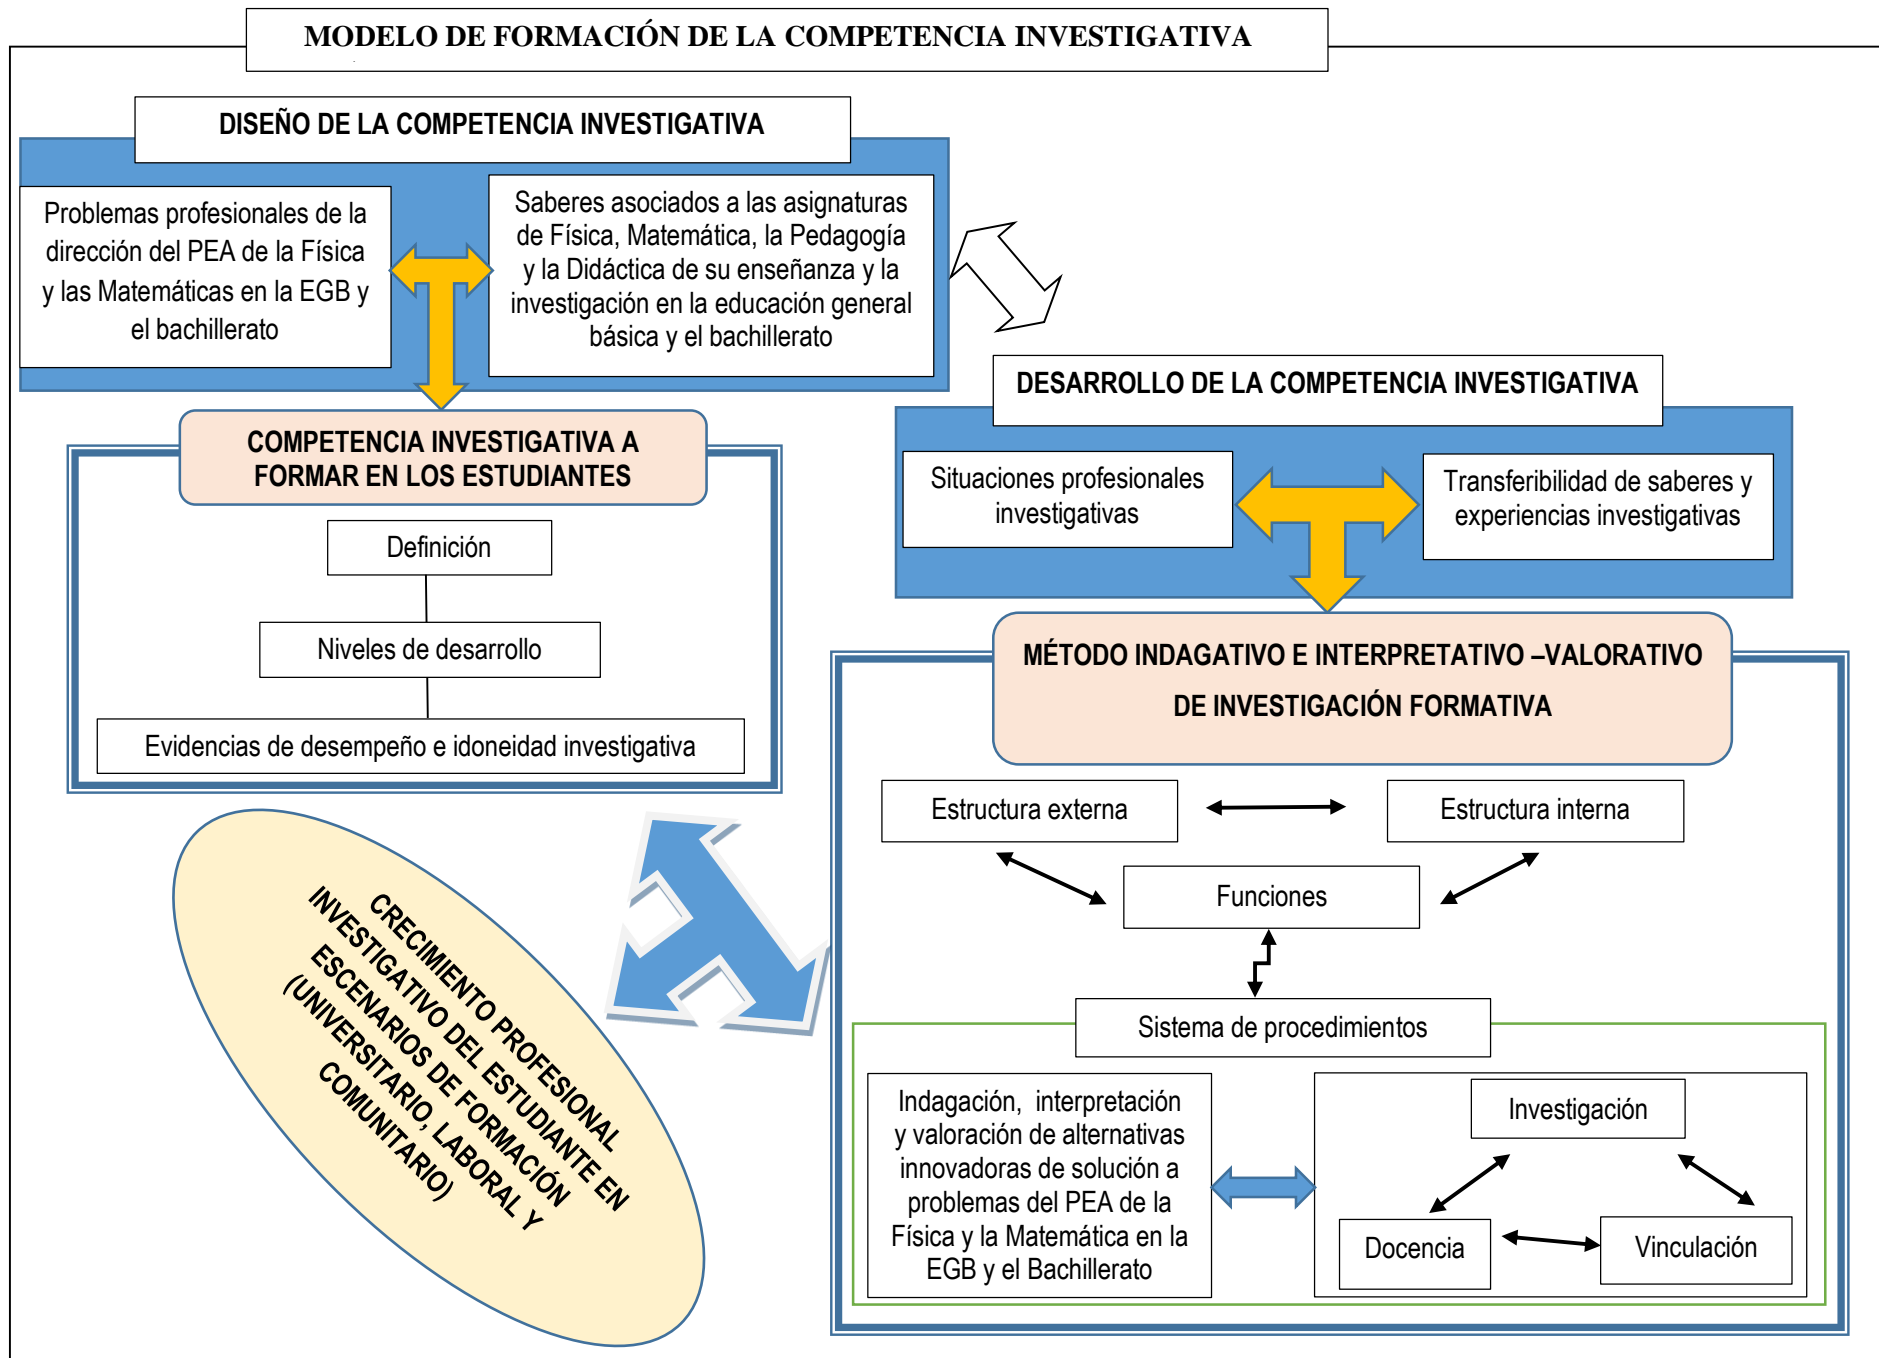 MODELO DE FORMACIÓN DE LA COMPETENCIA INVESTIGATIVA
DISEÑO DE LA COMPETENCIA INVESTIGATIVA
Problemas profesionales de la
dirección del PEA de la Física
y las Matemáticas en la EGB y
el bachillerato
Saberes asociados a las asignaturas
de Física, Matemática, la Pedagogía
y la Didáctica de su enseñanza y la
investigación en la educación general
básica y el bachillerato
COMPETENCIA INVESTIGATIVA A
FORMAR EN LOS ESTUDIANTES
Definición
Niveles de desarrollo
Evidencias de desempeño e idoneidad investigativa
DESARROLLO DE LA COMPETENCIA INVESTIGATIVA
Situaciones profesionales
investigativas
Transferibilidad de saberes y
experiencias investigativas
MÉTODO INDAGATIVO E INTERPRETATIVO –VALORATIVO
DE INVESTIGACIÓN FORMATIVA
Estructura externa
Estructura interna
Funciones
Sistema de procedimientos
Indagación, interpretación
y valoración de alternativas
innovadoras de solución a
problemas del PEA de la
Física y la Matemática en la
EGB y el Bachillerato
Investigación
Docencia
Vinculación
CRECIMIENTO PROFESIONAL
INVESTIGATIVO DEL ESTUDIANTE EN
ESCENARIOS DE FORMACIÓN
(UNIVERSITARIO, LABORAL Y
COMUNITARIO)